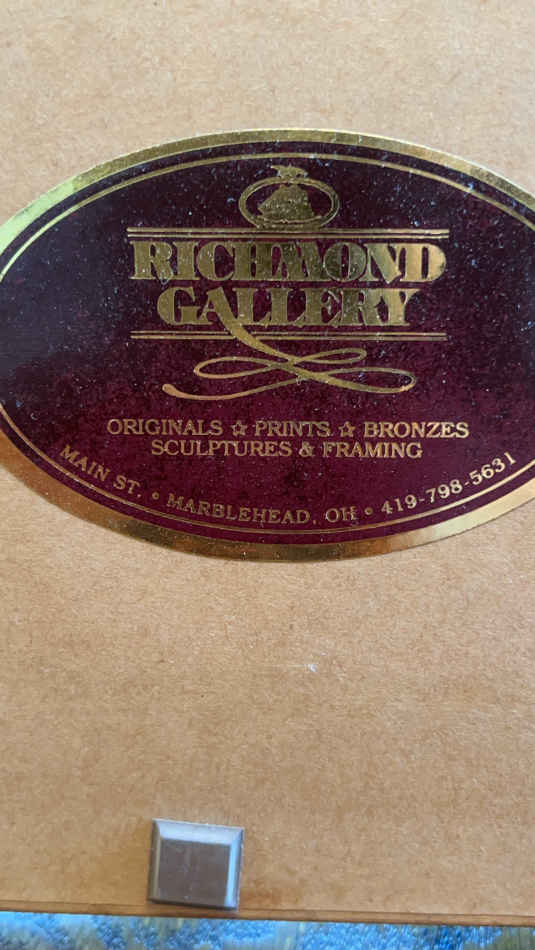 RICHMOND
GALLERY
ORIGINALS ☆ PRINTS ☆ BRONZES
SCULPTURES & FRAMING
MAIN ST. • MARBLEHEAD, OH • 419-798-5631